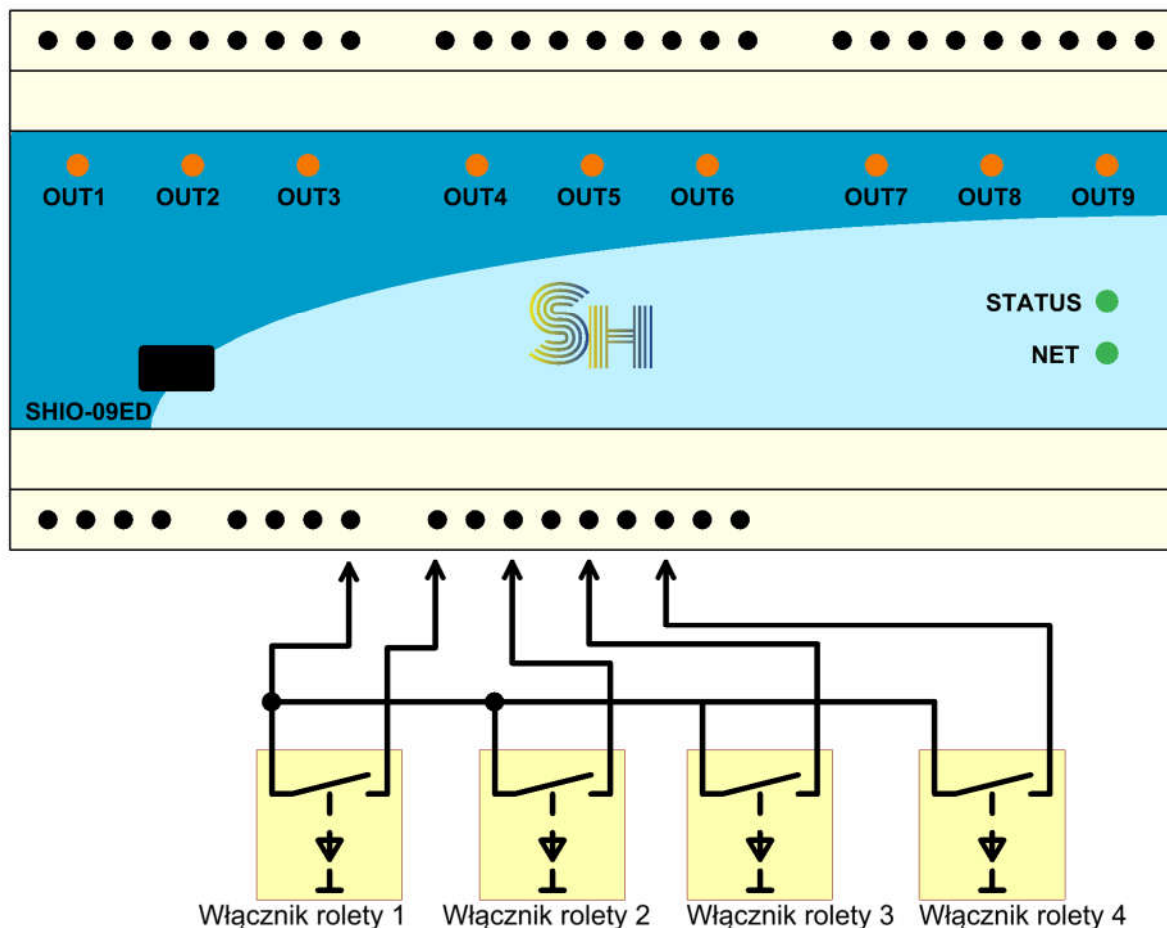 OUT1 OUT2 OUT3 OUT4 OUT5 OUT6 OUT7 OUT8 OUT9
SH
STATUS
NET
SHIO-09ED
Włącznik rolety 1 Włącznik rolety 2 Włącznik rolety 3 Włącznik rolety 4